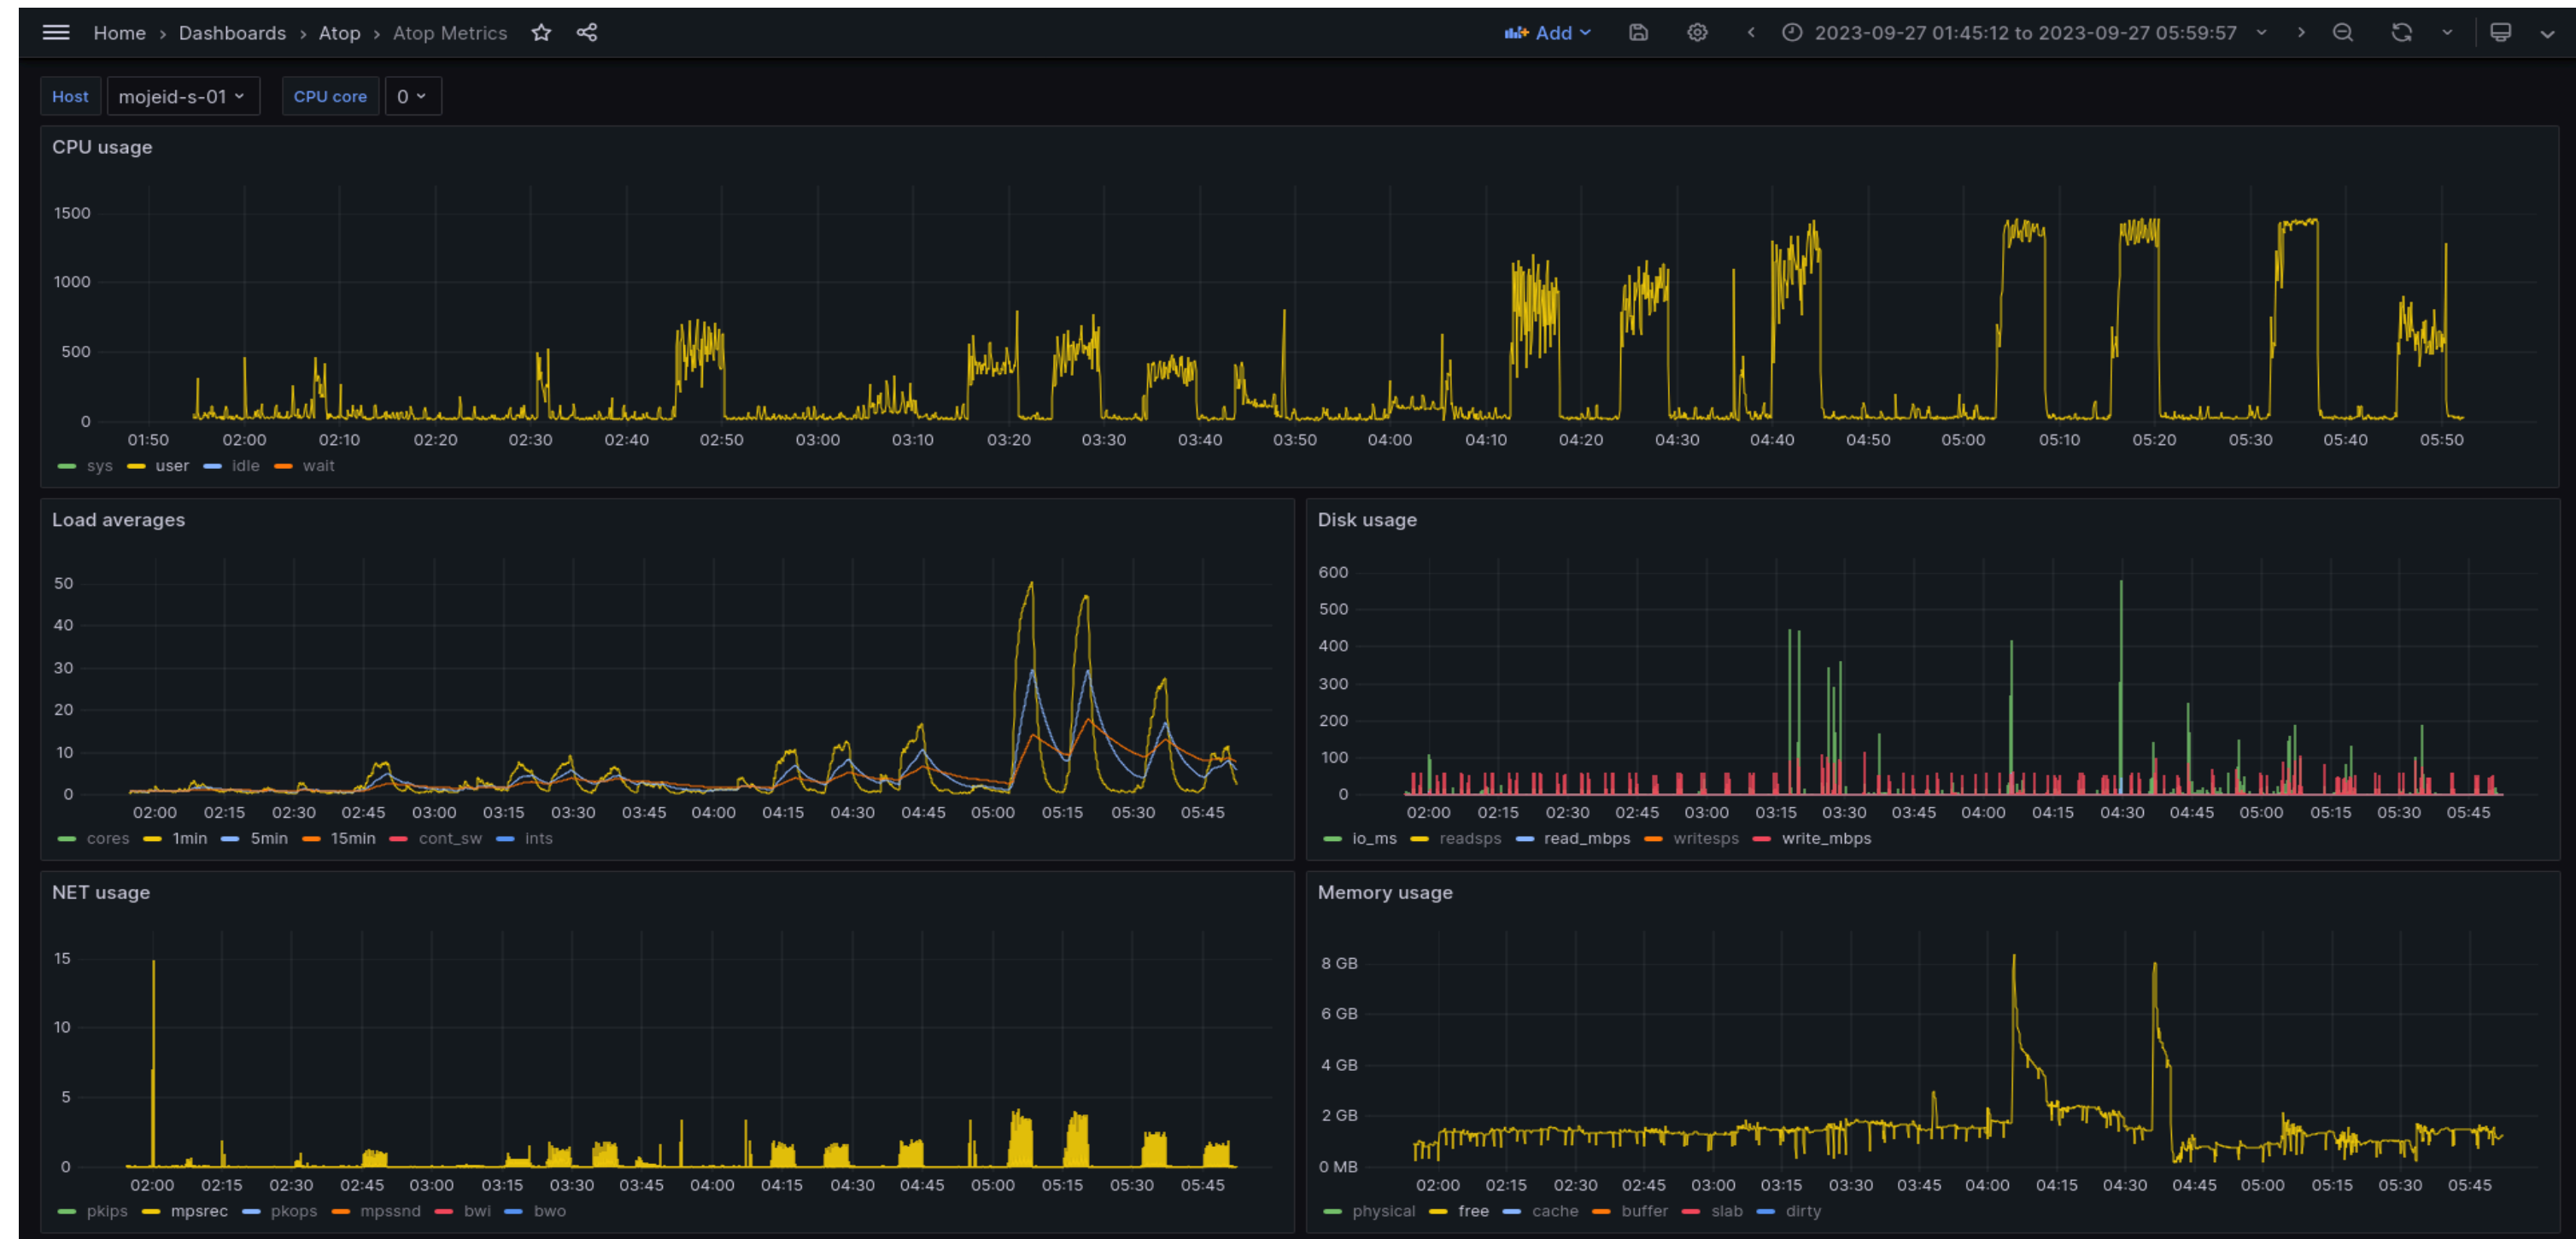 Home › Dashboards › Atop › Atop Metrics
Add
2023-09-27 01:45:12 to 2023-09-27 05:59:57
Host mojeid-s-01 CPU core 0
CPU usage
1500
1000
500
0
01:50 02:00 02:10 02:20 02:30 02:40 02:50 03:00 03:10 03:20 03:30 03:40 03:50 04:00 04:10 04:20 04:30 04:40 04:50 05:00 05:10 05:20 05:30 05:40 05:50
sys user idle wait
Load averages
50
40
30
20
10
0
02:00 02:15 02:30 02:45 03:00 03:15 03:30 03:45 04:00 04:15 04:30 04:45 05:00 05:15 05:30 05:45
cores 1min 5min 15min cont_sw ints
Disk usage
600
500
400
300
200
100
0
02:00 02:15 02:30 02:45 03:00 03:15 03:30 03:45 04:00 04:15 04:30 04:45 05:00 05:15 05:30 05:45
io_ms readsps read_mbps writesps write_mbps
NET usage
15
10
5
0
02:00 02:15 02:30 02:45 03:00 03:15 03:30 03:45 04:00 04:15 04:30 04:45 05:00 05:15 05:30 05:45
pkips mpsrec pkops mpssnd bwi bwo
Memory usage
8 GB
6 GB
4 GB
2 GB
0 MB
02:00 02:15 02:30 02:45 03:00 03:15 03:30 03:45 04:00 04:15 04:30 04:45 05:00 05:15 05:30 05:45
physical free cache buffer slab dirty